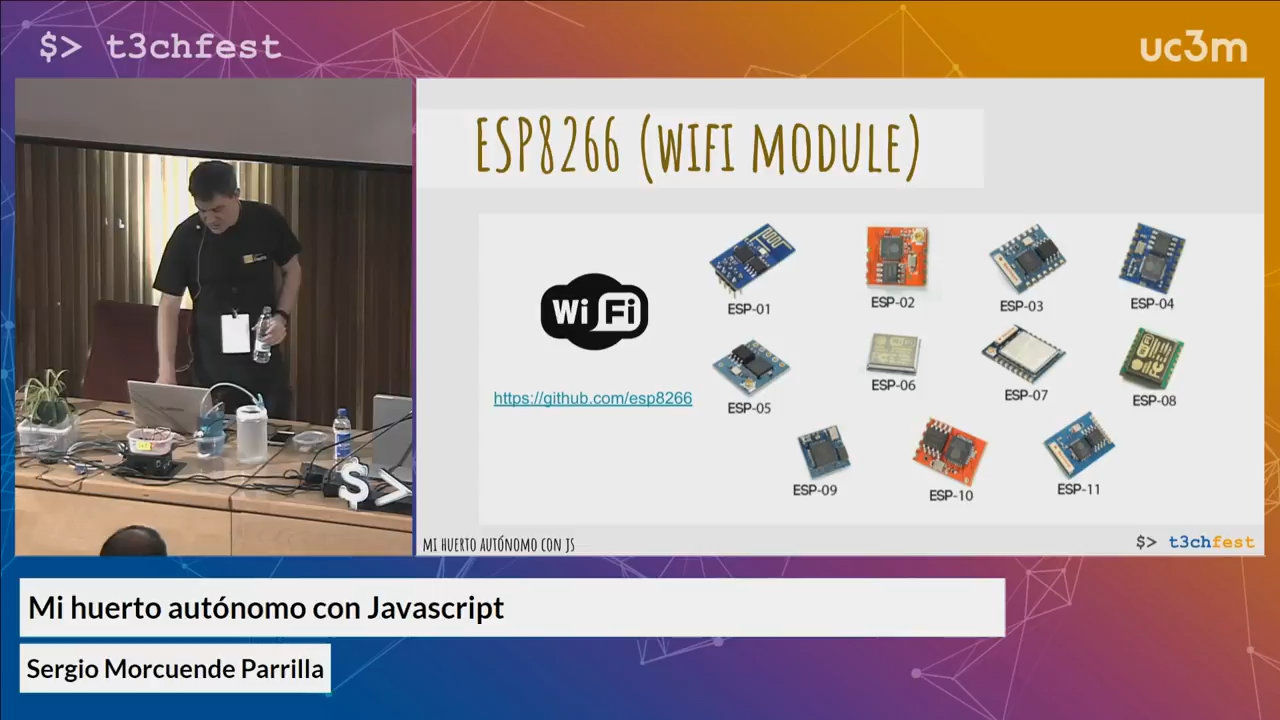 $> t3chfest
uc3m
ESP8266 (WIFI MODULE)
Wi Fi
https://github.com/esp8266
ESP-01
ESP-02
ESP-03
ESP-04
ESP-05
ESP-06
ESP-07
ESP-08
ESP-09
ESP-10
ESP-11
MI HUERTO AUTÓNOMO CON JS
$> t3chfest
$>
Mi huerto autónomo con Javascript
Sergio Morcuende Parrilla